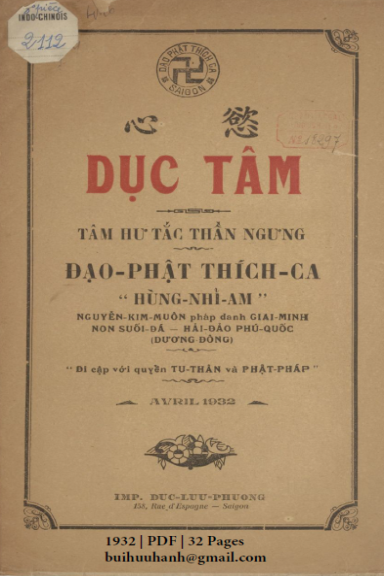 INDO-CHINOIS
2112
ĐẠO PHẬT THÍCH CA
SAIGON
心 慾
DỤC TÂM
TÂM HƯ TẮC THẦN NGƯNG
ĐẠO-PHẬT THÍCH-CA
“ HÙNG-NHỈ-AM ”
NGUYỄN-KIM-MUÔN pháp danh GIAI-MINH
NON SUỐI-ĐÁ — HẢI-ĐẢO PHÚ-QUỐC
(DƯƠNG ĐÔNG)
“ Đi cặp với quyển TU-THÂN và PHẬT-PHÁP ”
AVRIL 1932
IMP. DUC-LUU-PHUONG
158, Rue d'Espagne — Saigon
1932 | PDF | 32 Pages
buihuuhanh@gmail.com